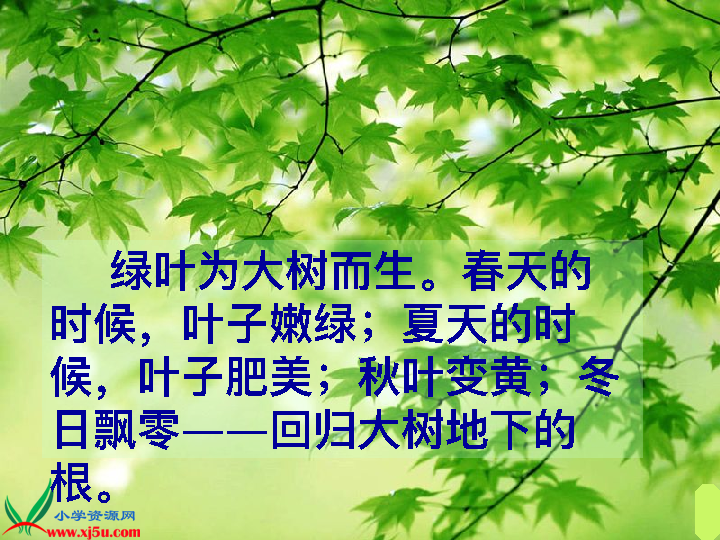 绿叶为大树而生。春天的
时候，叶子嫩绿；夏天的时
候，叶子肥美；秋叶变黄；冬
日飘零——回归大树地下的
根。
小学资源网
www.xj5u.com